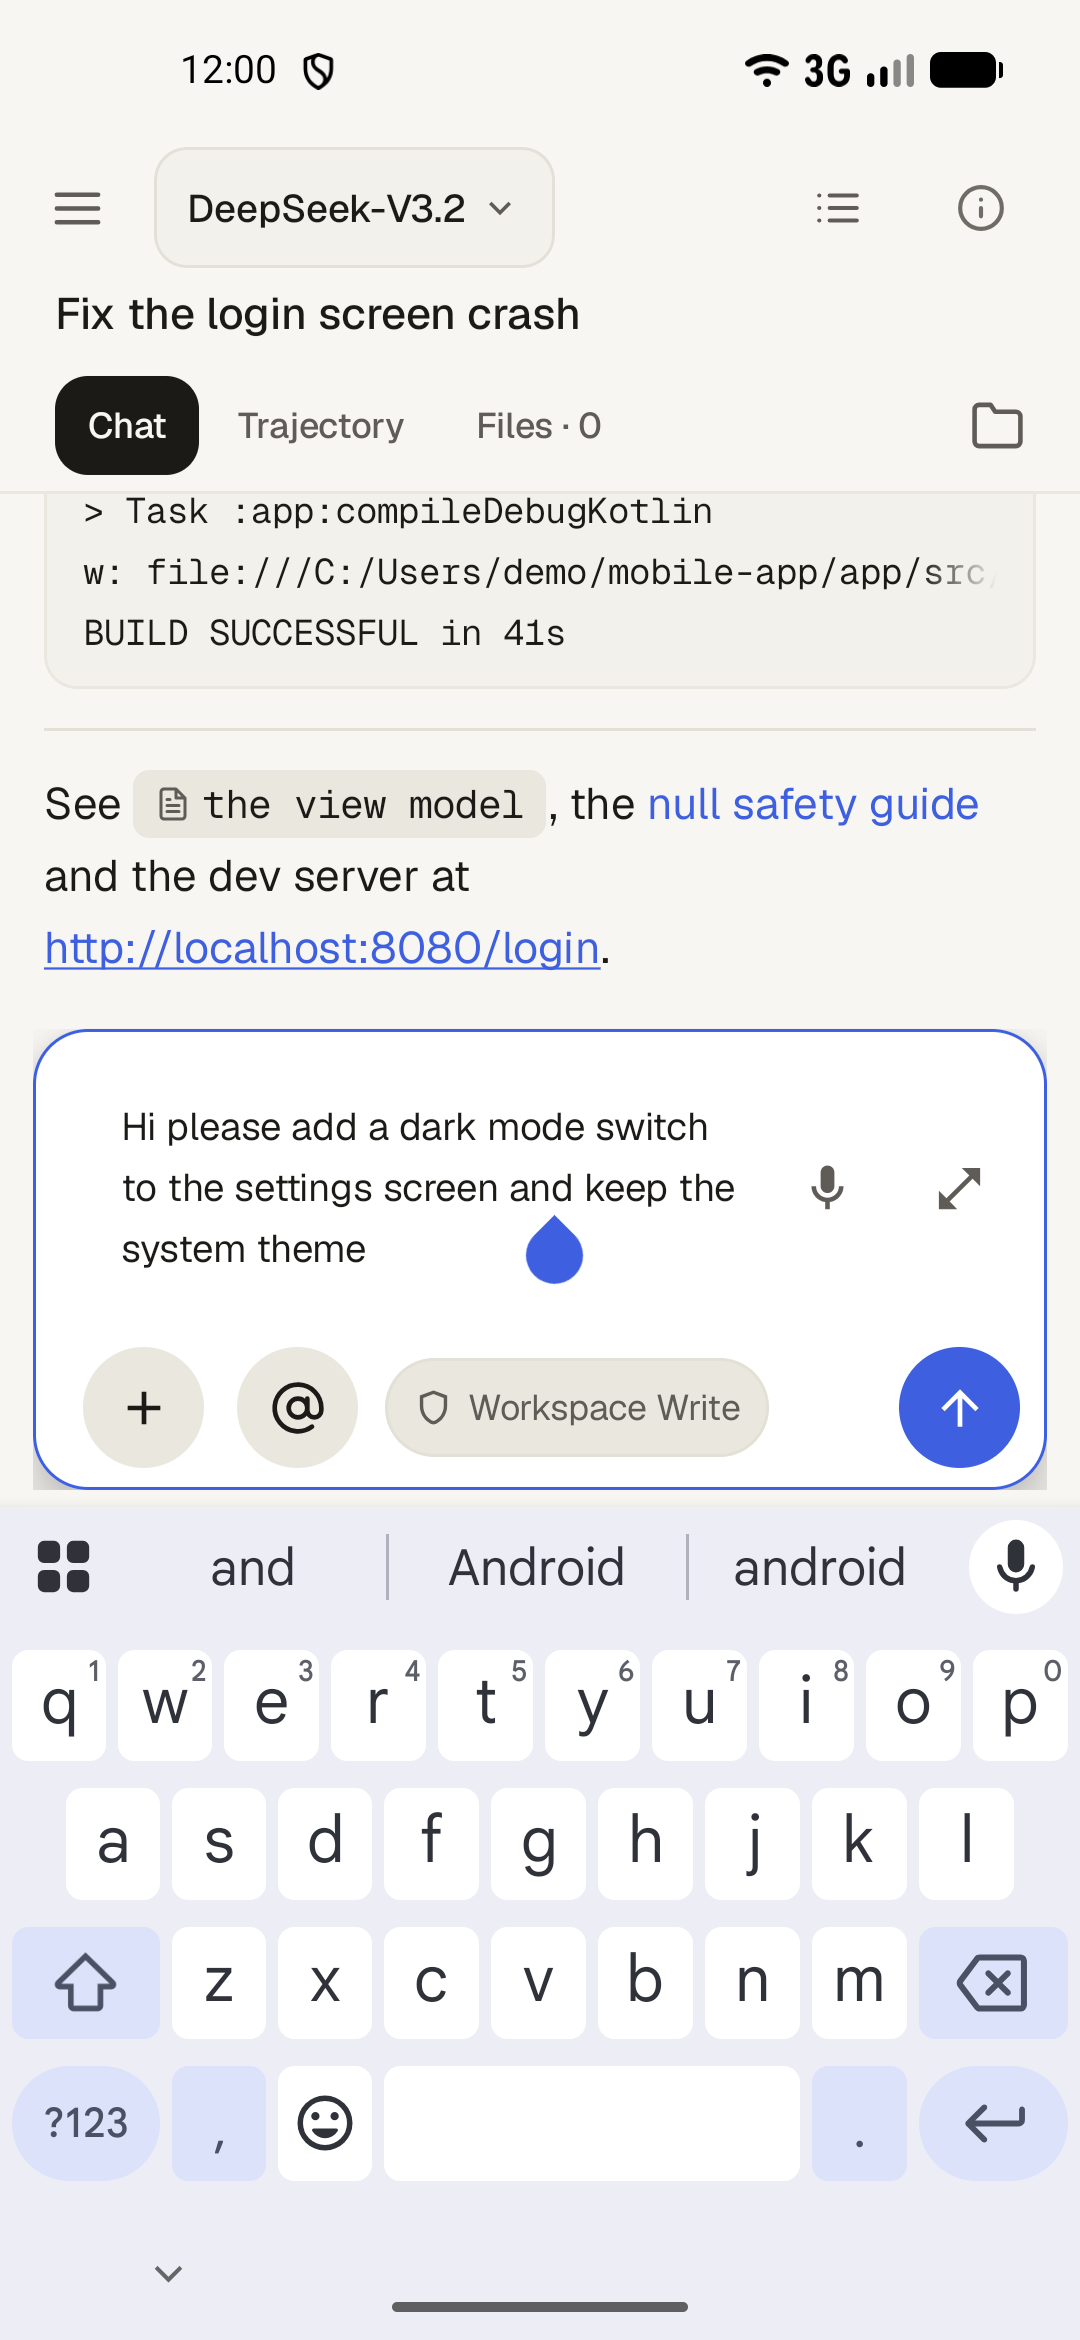 12:00
3G
DeepSeek-V3.2
Fix the login screen crash
Chat
Trajectory
Files · 0
> Task :app:compileDebugKotlin
w: file:///C:/Users/demo/mobile-app/app/src/
BUILD SUCCESSFUL in 41s
See the view model, the null safety guide
and the dev server at
http://localhost:8080/login.
Hi please add a dark mode switch
to the settings screen and keep the
system theme
@ Workspace Write
and Android android
q1 w2 e3 r4 t5 y6 u7 i8 o9 p0
a s d f g h j k l
z x c v b n m
?123 , .